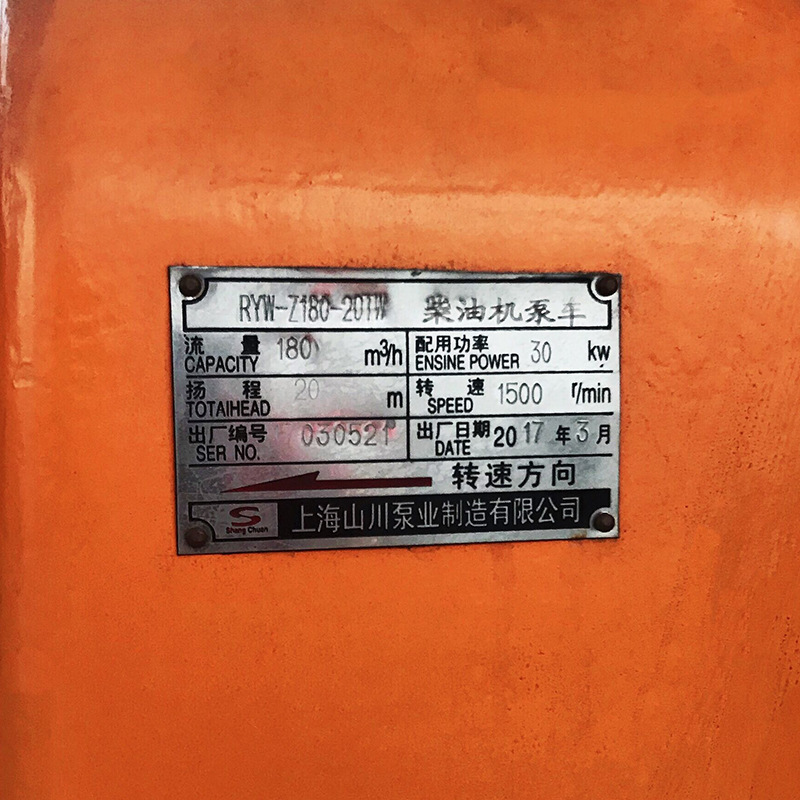 RYW-Z180-20TW 柴油机泵车
流量 180 m³/h 配用功率 30 kw
CAPACITY ENSINE POWER
扬程 20 m 转速 1500 r/min
TOTAIHEAD SPEED
出厂编号 030521 出厂日期 2017年3月
SER NO. DATE
转速方向
S 上海山川泵业制造有限公司
Shang Chuan